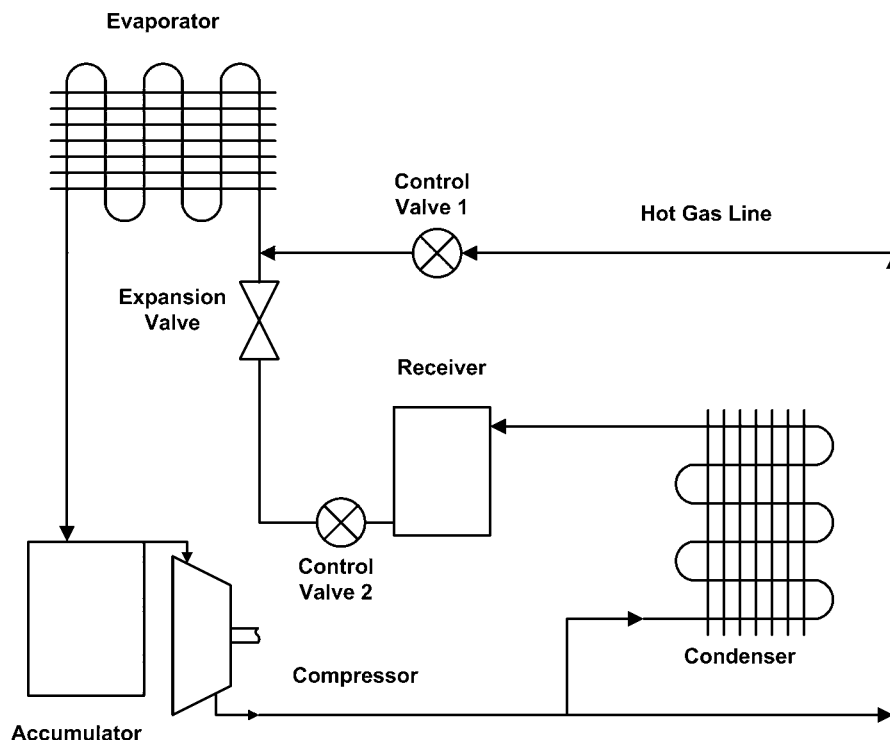 Evaporator
Control
Valve 1
Hot Gas Line
Expansion
Valve
Receiver
Control
Valve 2
Condenser
Compressor
Accumulator